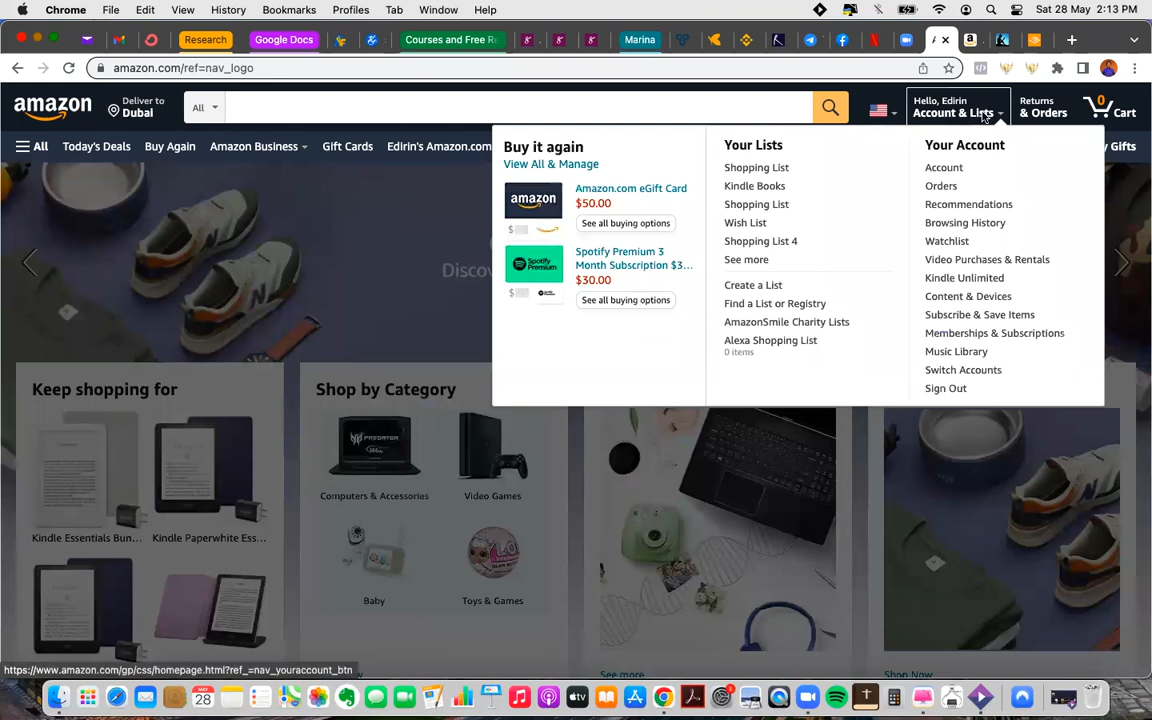 Chrome File Edit View History Bookmarks Profiles Tab Window Help Sat 28 May 2:13 PM
Research Google Docs Courses and Free Re Marina
amazon.com/ref=nav_logo
amazon Deliver to Dubai All Hello, Edirin Account & Lists Returns & Orders 0 Cart
All Today's Deals Buy Again Amazon Business Gift Cards Edirin's Amazon.com y Gifts
Buy it again
View All & Manage
amazon
Amazon.com eGift Card
$50.00
See all buying options
Spotify Premium
Spotify Premium 3
Month Subscription $3...
$30.00
See all buying options
Your Lists
Shopping List
Kindle Books
Shopping List
Wish List
Shopping List 4
See more
Create a List
Find a List or Registry
AmazonSmile Charity Lists
Alexa Shopping List
0 items
Your Account
Account
Orders
Recommendations
Browsing History
Watchlist
Video Purchases & Rentals
Kindle Unlimited
Content & Devices
Subscribe & Save Items
Memberships & Subscriptions
Music Library
Switch Accounts
Sign Out
Disco
Keep shopping for
Kindle Essentials Bun...
Kindle Paperwhite Ess...
Shop by Category
PREDATOR
Computers & Accessories
Video Games
Baby
Toys & Games
See more
Shop Now
https://www.amazon.com/gp/css/homepage.html?ref_=nav_youraccount_btn